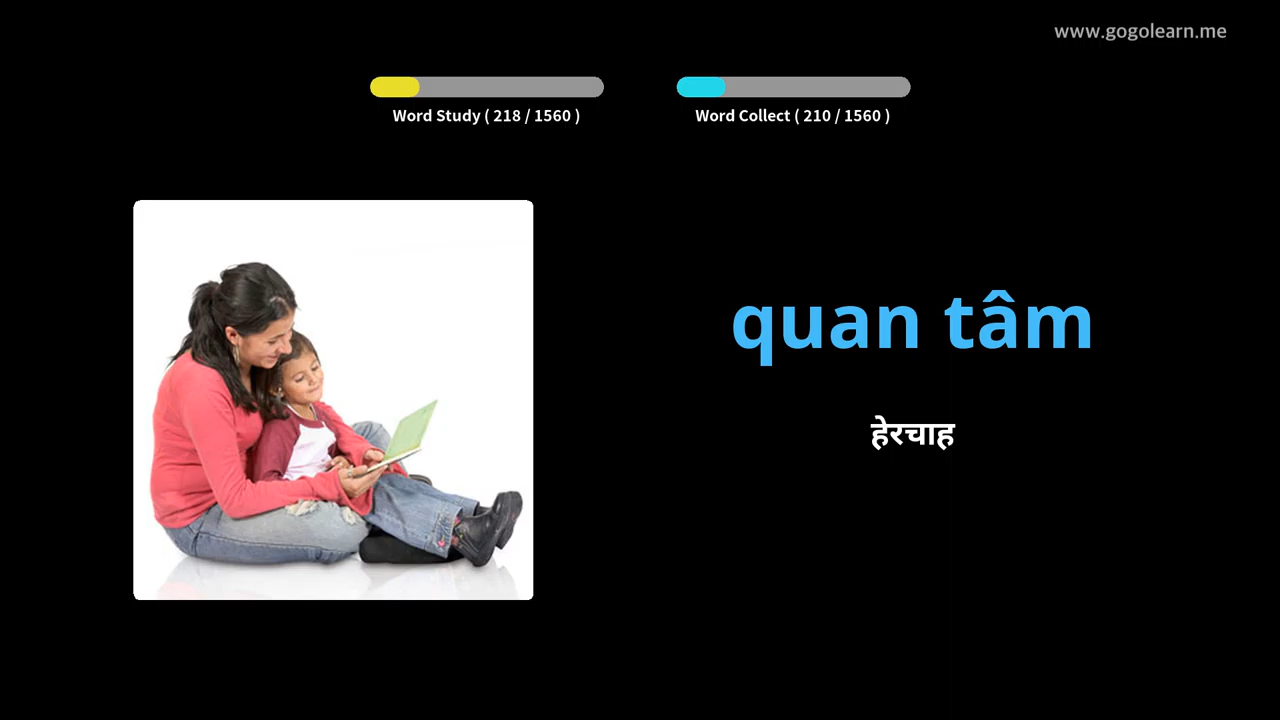 www.gogolearn.me
Word Study ( 218 / 1560 )
Word Collect ( 210 / 1560 )
quan tâm
हेरचाह